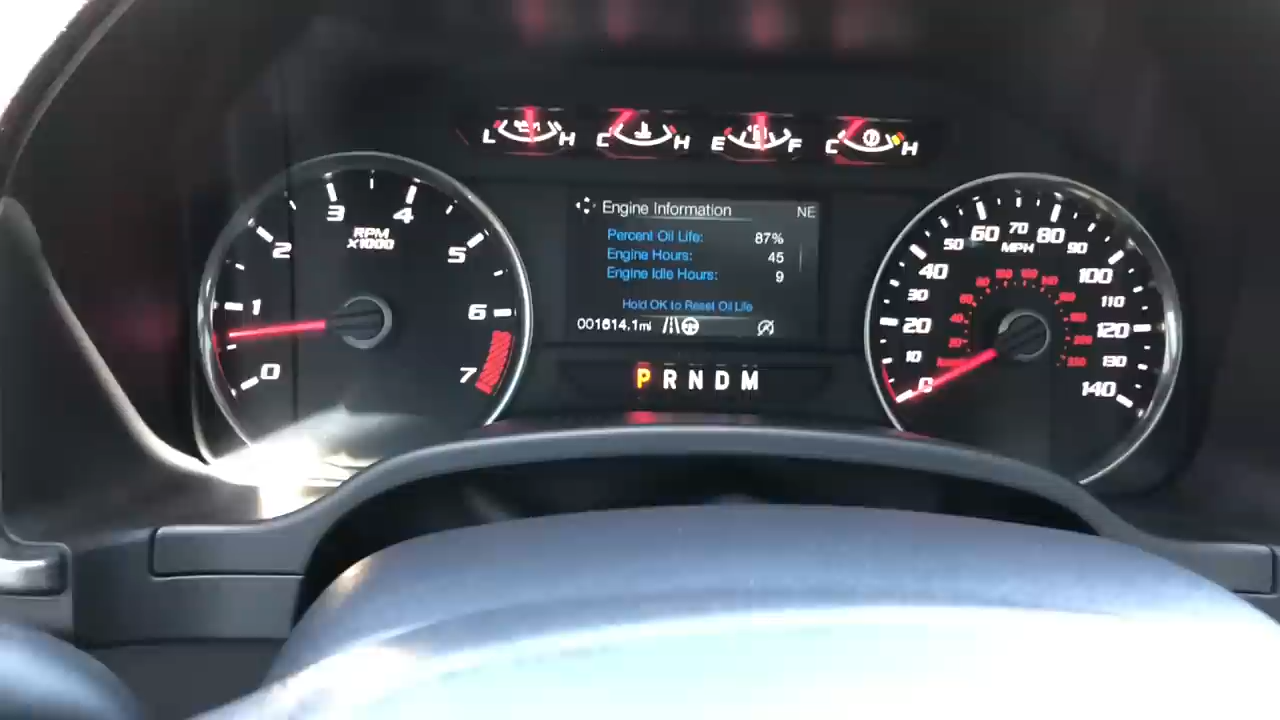 L H C H E F C H
Engine Information NE
Percent Oil Life: 87%
Engine Hours: 45
Engine Idle Hours: 9
Hold OK to Reset Oil Life
001614.1mi
P R N D M
0 1 2 3 4 5 6 7
RPM
X1000
0 10 20 30 40 50 60 70 80 90 100 110 120 130 140
MPH